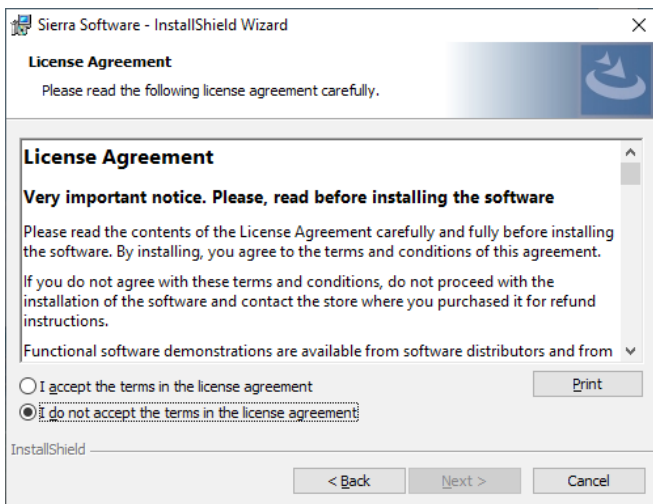 Sierra Software - InstallShield Wizard
License Agreement
Please read the following license agreement carefully.
License Agreement
Very important notice. Please, read before installing the software
Please read the contents of the License Agreement carefully and fully before installing
the software. By installing, you agree to the terms and conditions of this agreement.
If you do not agree with these terms and conditions, do not proceed with the
installation of the software and contact the store where you purchased it for refund
instructions.
Functional software demonstrations are available from software distributors and from
I accept the terms in the license agreement
Print
I do not accept the terms in the license agreement
InstallShield
< Back
Next >
Cancel